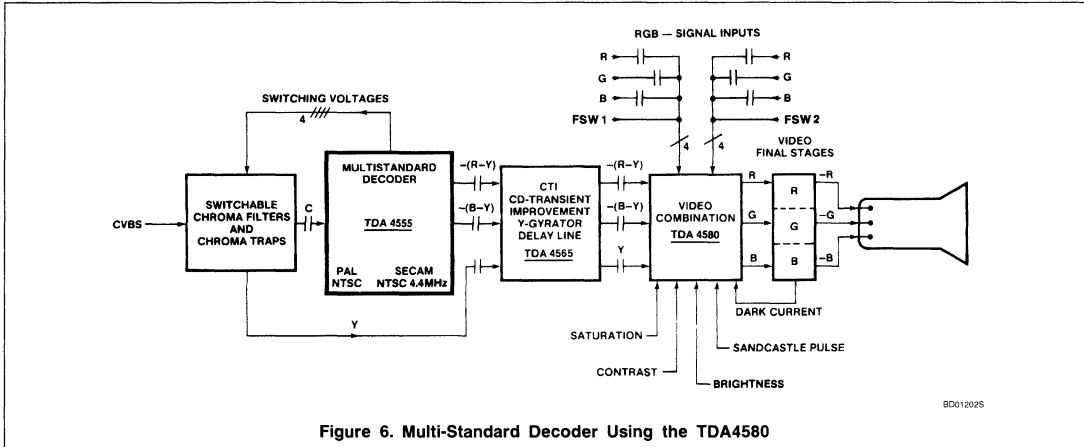 RGB — SIGNAL INPUTS
R
R
G
G
B
B
FSW 1
FSW 2
4
4
SWITCHING VOLTAGES
4
VIDEO
FINAL STAGES
CVBS
SWITCHABLE
CHROMA FILTERS
AND
CHROMA TRAPS
C
MULTISTANDARD
DECODER
TDA 4555
PAL SECAM
NTSC NTSC 4.4MHz
–(R–Y)
–(B–Y)
Y
CTI
CD-TRANSIENT
IMPROVEMENT
Y-GYRATOR
DELAY LINE
TDA 4565
–(R–Y)
–(B–Y)
Y
VIDEO
COMBINATION
TDA 4580
R
G
B
R
G
B
–R
–G
–B
DARK CURRENT
SATURATION
SANDCASTLE PULSE
CONTRAST
BRIGHTNESS
BD01202S
Figure 6. Multi-Standard Decoder Using the TDA4580